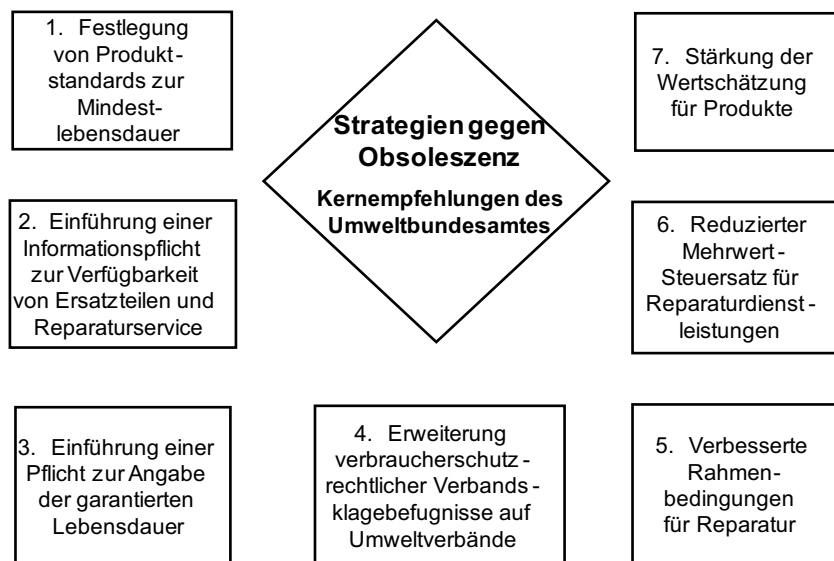 Strategien gegen
Obsoleszenz
Kernempfehlungen des
Umweltbundesamtes
1. Festlegung
von Produkt-
standards zur
Mindest-
lebensdauer
2. Einführung einer
Informationspflicht
zur Verfügbarkeit
von Ersatzteilen und
Reparaturservice
3. Einführung einer
Pflicht zur Angabe
der garantierten
Lebensdauer
4. Erweiterung
verbraucherschutz-
rechtlicher Verbands-
klagebefugnisse auf
Umweltverbände
5. Verbesserte
Rahmen-
bedingungen
für Reparatur
6. Reduzierter
Mehrwert-
Steuersatz für
Reparaturdienst-
leistungen
7. Stärkung der
Wertschätzung
für Produkte